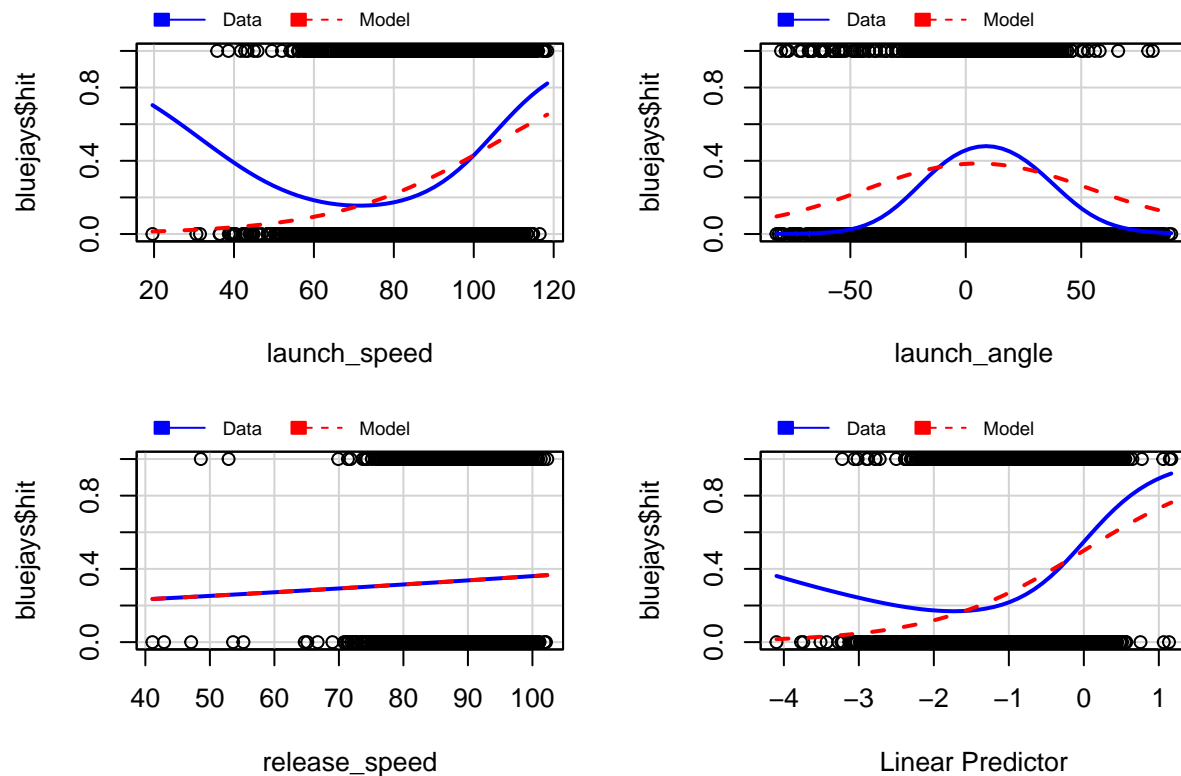 Data Model
bluejays$hit
0.0 0.4 0.8
20 40 60 80 100 120
launch_speed
Data Model
bluejays$hit
0.0 0.4 0.8
−50 0 50
launch_angle
Data Model
bluejays$hit
0.0 0.4 0.8
40 50 60 70 80 90 100
release_speed
Data Model
bluejays$hit
0.0 0.4 0.8
−4 −3 −2 −1 0 1
Linear Predictor